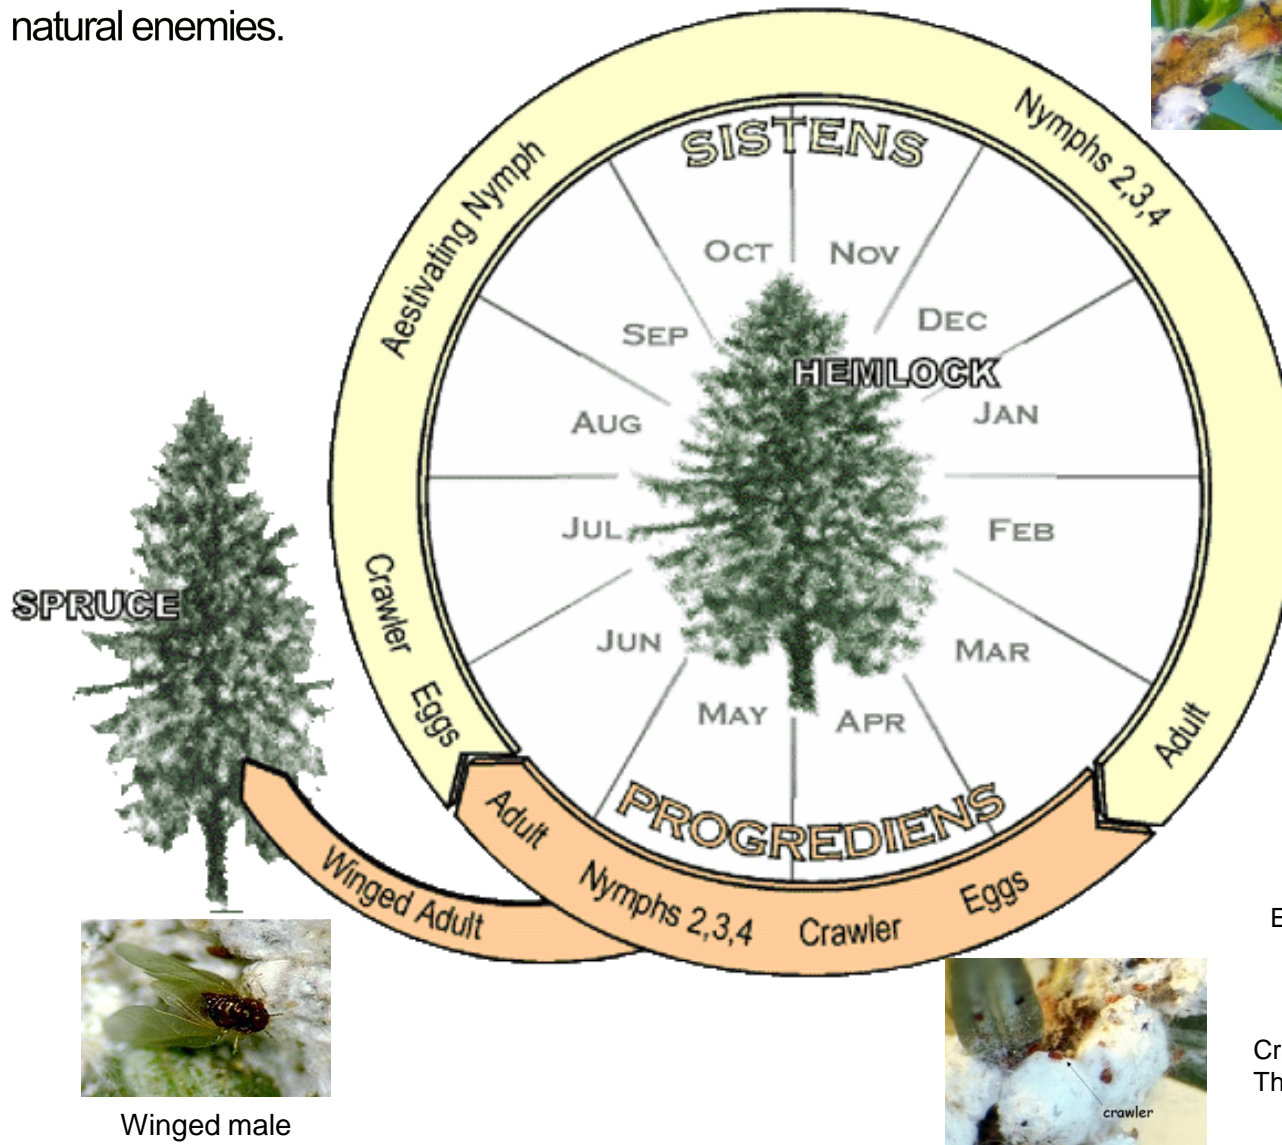 natural enemies.
SISTENS
Nymphs 2,3,4
Aestivating Nymph
OCT
NOV
SEP
DEC
HEMLOCK
AUG
JAN
JUL
FEB
SPRUCE
Crawler
JUN
MAR
Eggs
MAY
APR
Adult
PROGREDIENS
Adult
Nymphs 2,3,4
Crawler
Eggs
Winged Adult
E
Cr
Th
crawler
Winged male